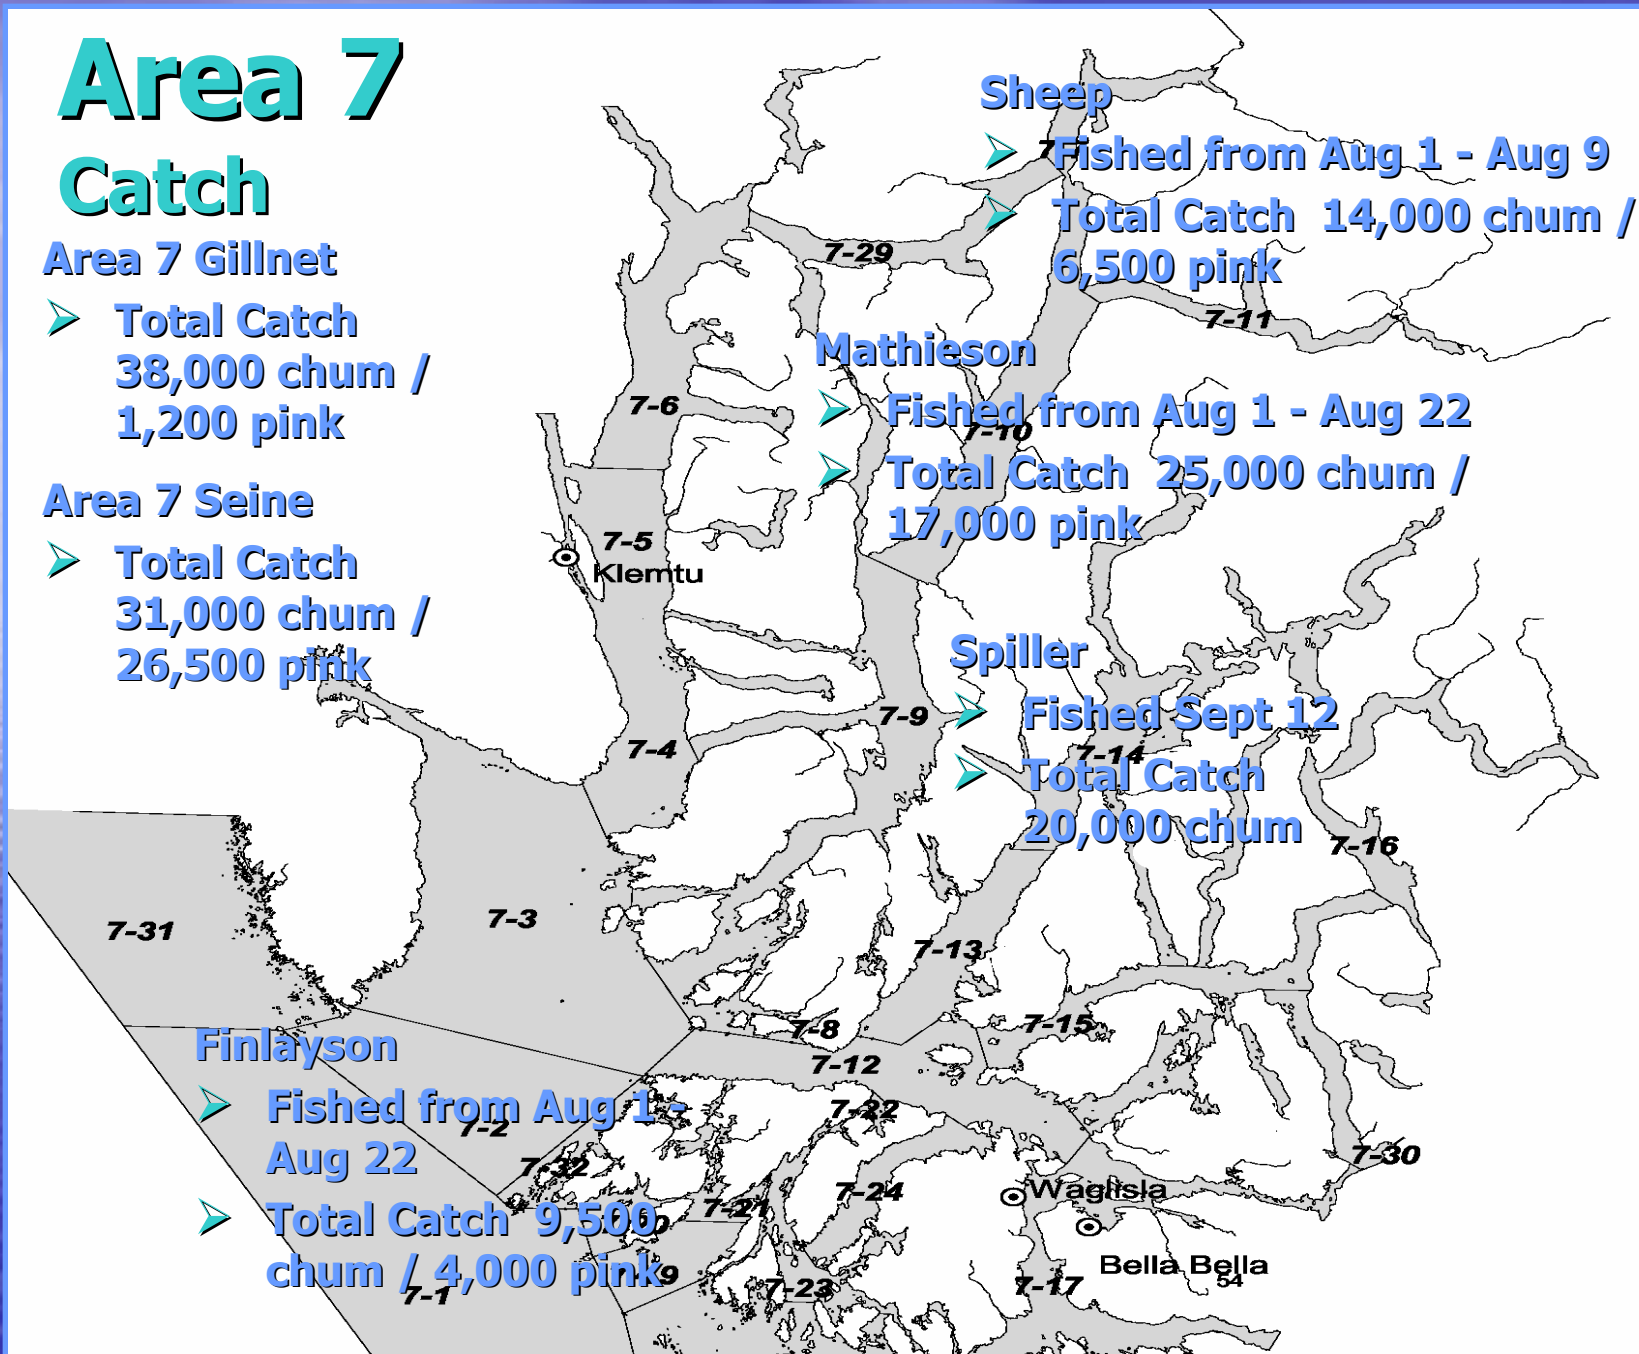 Area 7
Catch
Area 7 Gillnet
Total Catch
38,000 chum /
1,200 pink
Area 7 Seine
Total Catch
31,000 chum /
26,500 pink
Sheep
Fished from Aug 1 - Aug 9
Total Catch 14,000 chum /
6,500 pink
Mathieson
Fished from Aug 1 - Aug 22
Total Catch 25,000 chum /
17,000 pink
Spiller
Fished Sept 12
Total Catch
20,000 chum
Finlayson
Fished from Aug 1 -
Aug 22
Total Catch 9,500
chum / 4,000 pink
7-29
7-11
7-6
7-10
7-5
Klemtu
7-9
7-4
7-14
7-16
7-3
7-31
7-13
7-8
7-15
7-12
7-22
7-2
7-32
7-30
7-24
Waglisla
7-21
Bella Bella
54
7-23
7-17
7-1